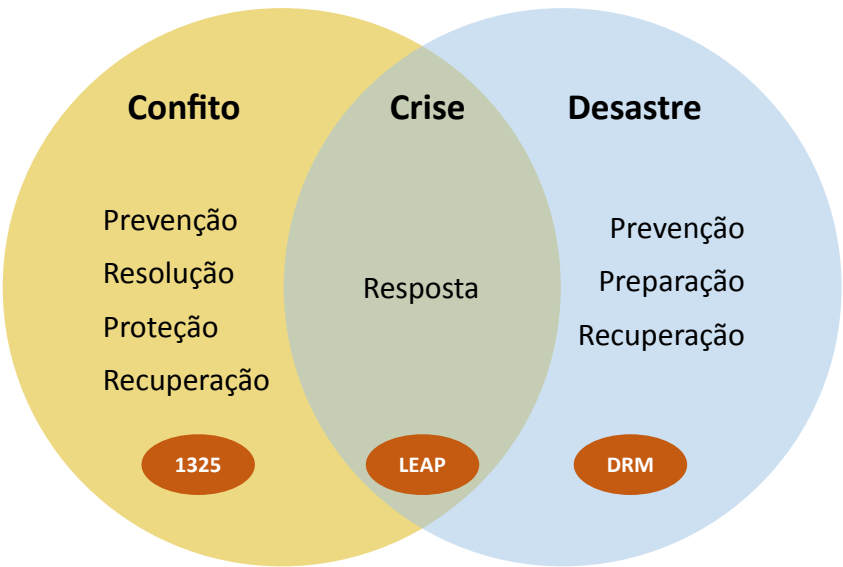 Confito
Prevenção
Resolução
Proteção
Recuperação
1325
Crise
Resposta
LEAP
Desastre
Prevenção
Preparação
Recuperação
DRM